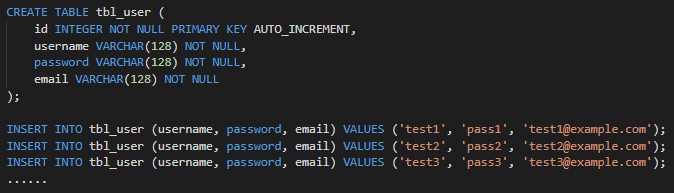 CREATE TABLE tbl_user (
    id INTEGER NOT NULL PRIMARY KEY AUTO_INCREMENT,
    username VARCHAR(128) NOT NULL,
    password VARCHAR(128) NOT NULL,
    email VARCHAR(128) NOT NULL
);

INSERT INTO tbl_user (username, password, email) VALUES ('test1', 'pass1', 'test1@example.com');
INSERT INTO tbl_user (username, password, email) VALUES ('test2', 'pass2', 'test2@example.com');
INSERT INTO tbl_user (username, password, email) VALUES ('test3', 'pass3', 'test3@example.com');
......